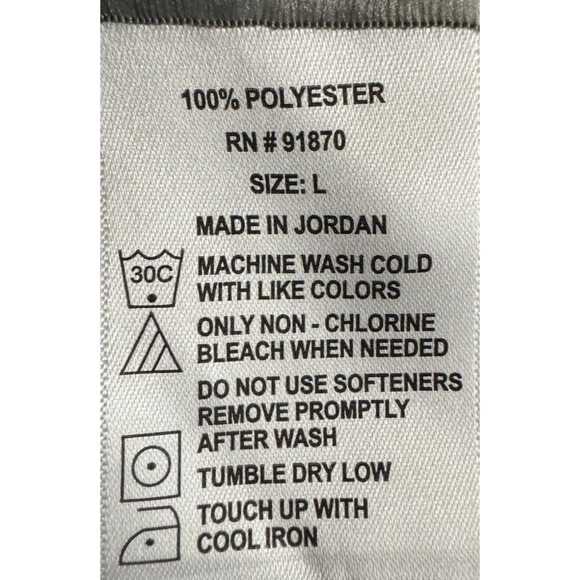 100% POLYESTER
RN # 91870
SIZE: L
MADE IN JORDAN
30C
MACHINE WASH COLD
WITH LIKE COLORS
ONLY NON - CHLORINE
BLEACH WHEN NEEDED
DO NOT USE SOFTENERS
REMOVE PROMPTLY
AFTER WASH
TUMBLE DRY LOW
TOUCH UP WITH
COOL IRON